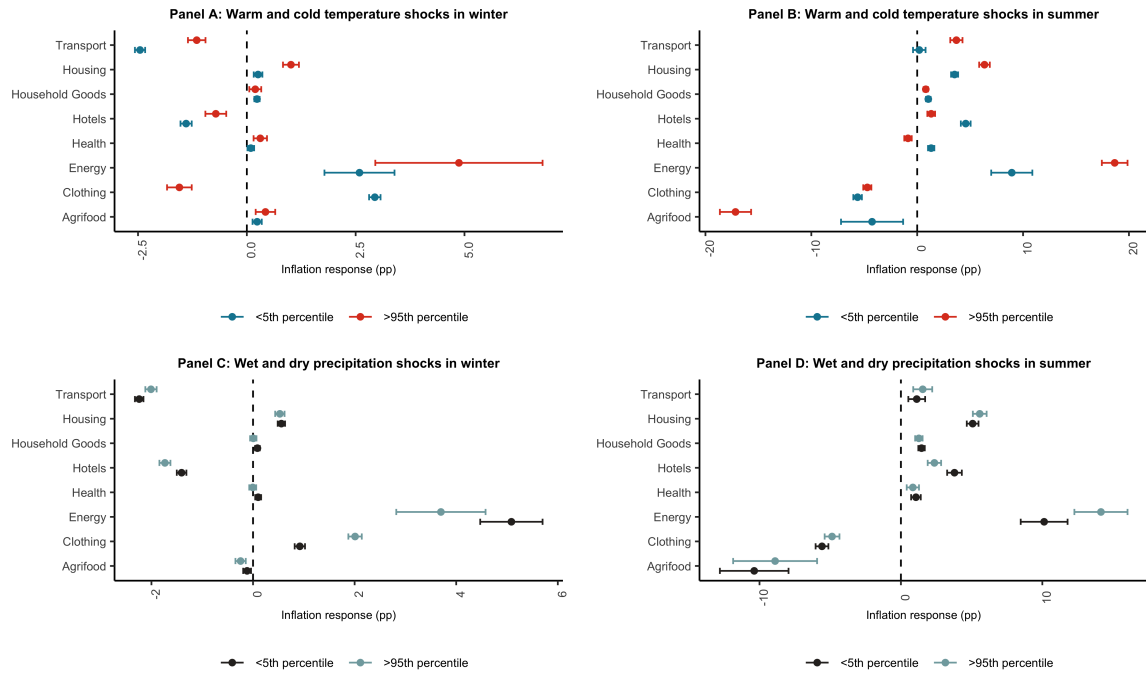 Panel A: Warm and cold temperature shocks in winter
Transport
Housing
Household Goods
Hotels
Health
Energy
Clothing
Agrifood
-2.5
0.0
2.5
5.0
Inflation response (pp)
<5th percentile
>95th percentile
Panel B: Warm and cold temperature shocks in summer
Transport
Housing
Household Goods
Hotels
Health
Energy
Clothing
Agrifood
-20
-10
0
10
20
Inflation response (pp)
<5th percentile
>95th percentile
Panel C: Wet and dry precipitation shocks in winter
Transport
Housing
Household Goods
Hotels
Health
Energy
Clothing
Agrifood
-2
0
2
4
6
Inflation response (pp)
<5th percentile
>95th percentile
Panel D: Wet and dry precipitation shocks in summer
Transport
Housing
Household Goods
Hotels
Health
Energy
Clothing
Agrifood
-10
0
10
Inflation response (pp)
<5th percentile
>95th percentile